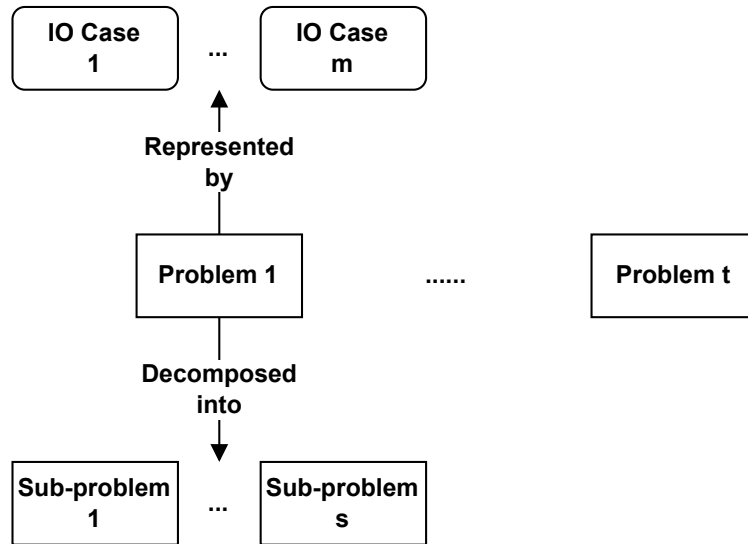 IO Case
1
...
IO Case
m
Represented
by
Problem 1
......
Problem t
Decomposed
into
Sub-problem
1
...
Sub-problem
s